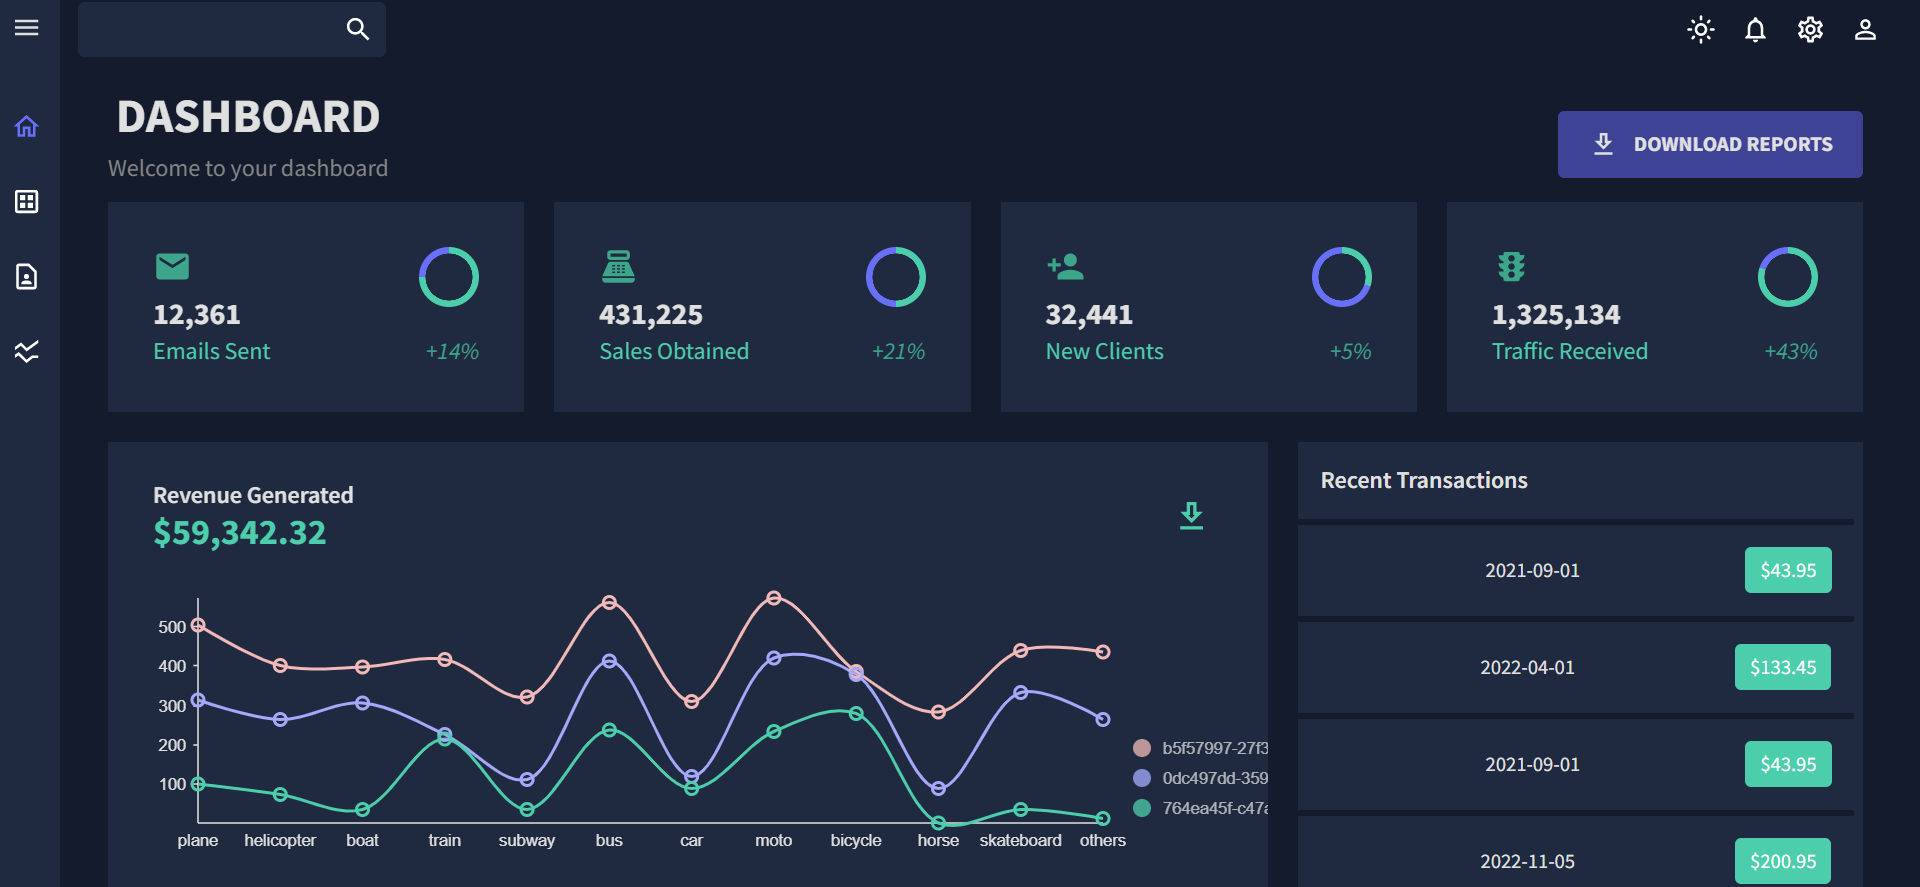 DASHBOARD
Welcome to your dashboard
DOWNLOAD REPORTS
12,361
Emails Sent
+14%
431,225
Sales Obtained
+21%
32,441
New Clients
+5%
1,325,134
Traffic Received
+43%
Revenue Generated
$59,342.32
500
400
300
200
100
plane helicopter boat train subway bus car moto bicycle horse skateboard others
b5f57997-27f3
0dc497dd-359
764ea45f-c47a
Recent Transactions
2021-09-01 $43.95
2022-04-01 $133.45
2021-09-01 $43.95
2022-11-05 $200.95